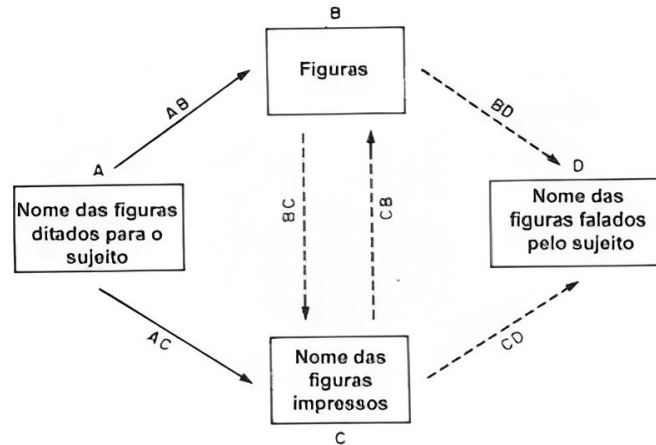 B
Figuras
AB
BD
A
D
Nome das figuras
ditados para o
sujeito
BC
CB
Nome das
figuras falados
pelo sujeito
AC
CD
Nome das
figuras
impressos
C